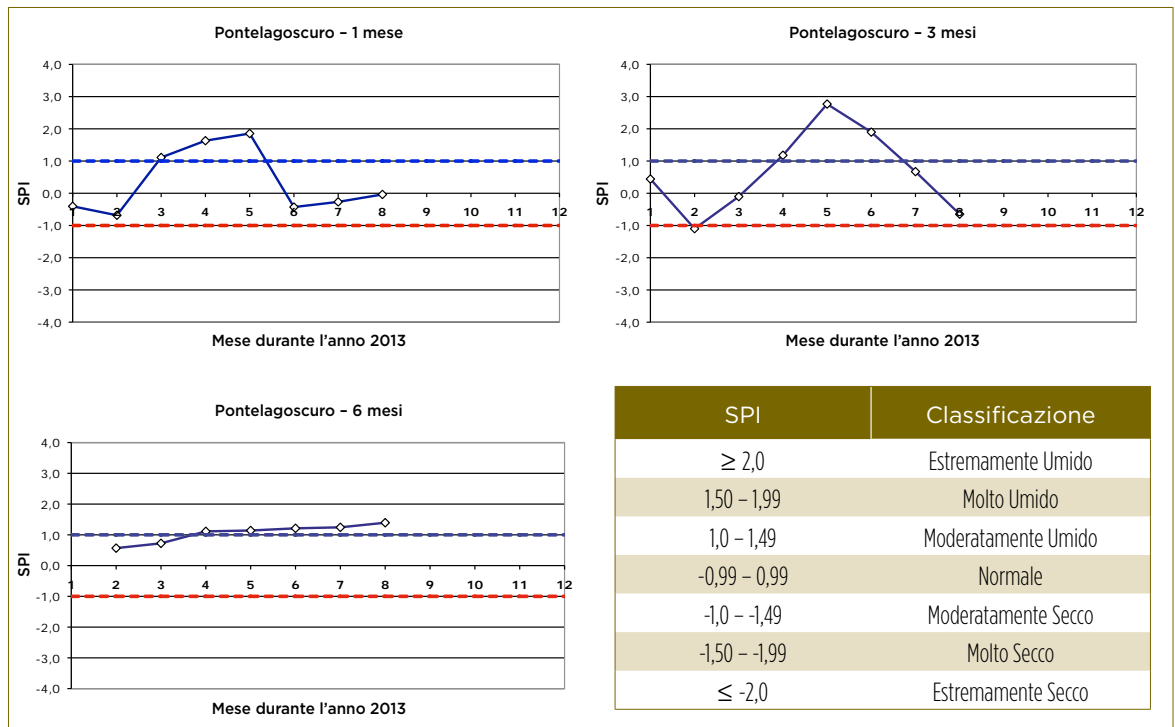 Pontelagoscuro – 1 mese
4,0
3,0
2,0
1,0
0,0
-1,0
-2,0
-3,0
-4,0
SPI
1 2 3 4 5 6 7 8 9 10 11 12
Mese durante l'anno 2013
Pontelagoscuro – 3 mesi
4,0
3,0
2,0
1,0
0,0
-1,0
-2,0
-3,0
-4,0
SPI
1 2 3 4 5 6 7 8 9 10 11 12
Mese durante l'anno 2013
Pontelagoscuro – 6 mesi
4,0
3,0
2,0
1,0
0,0
-1,0
-2,0
-3,0
-4,0
SPI
1 2 3 4 5 6 7 8 9 10 11 12
Mese durante l'anno 2013
SPI Classificazione
≥ 2,0 Estremamente Umido
1,50 – 1,99 Molto Umido
1,0 – 1,49 Moderatamente Umido
-0,99 – 0,99 Normale
-1,0 – -1,49 Moderatamente Secco
-1,50 – -1,99 Molto Secco
≤ -2,0 Estremamente Secco